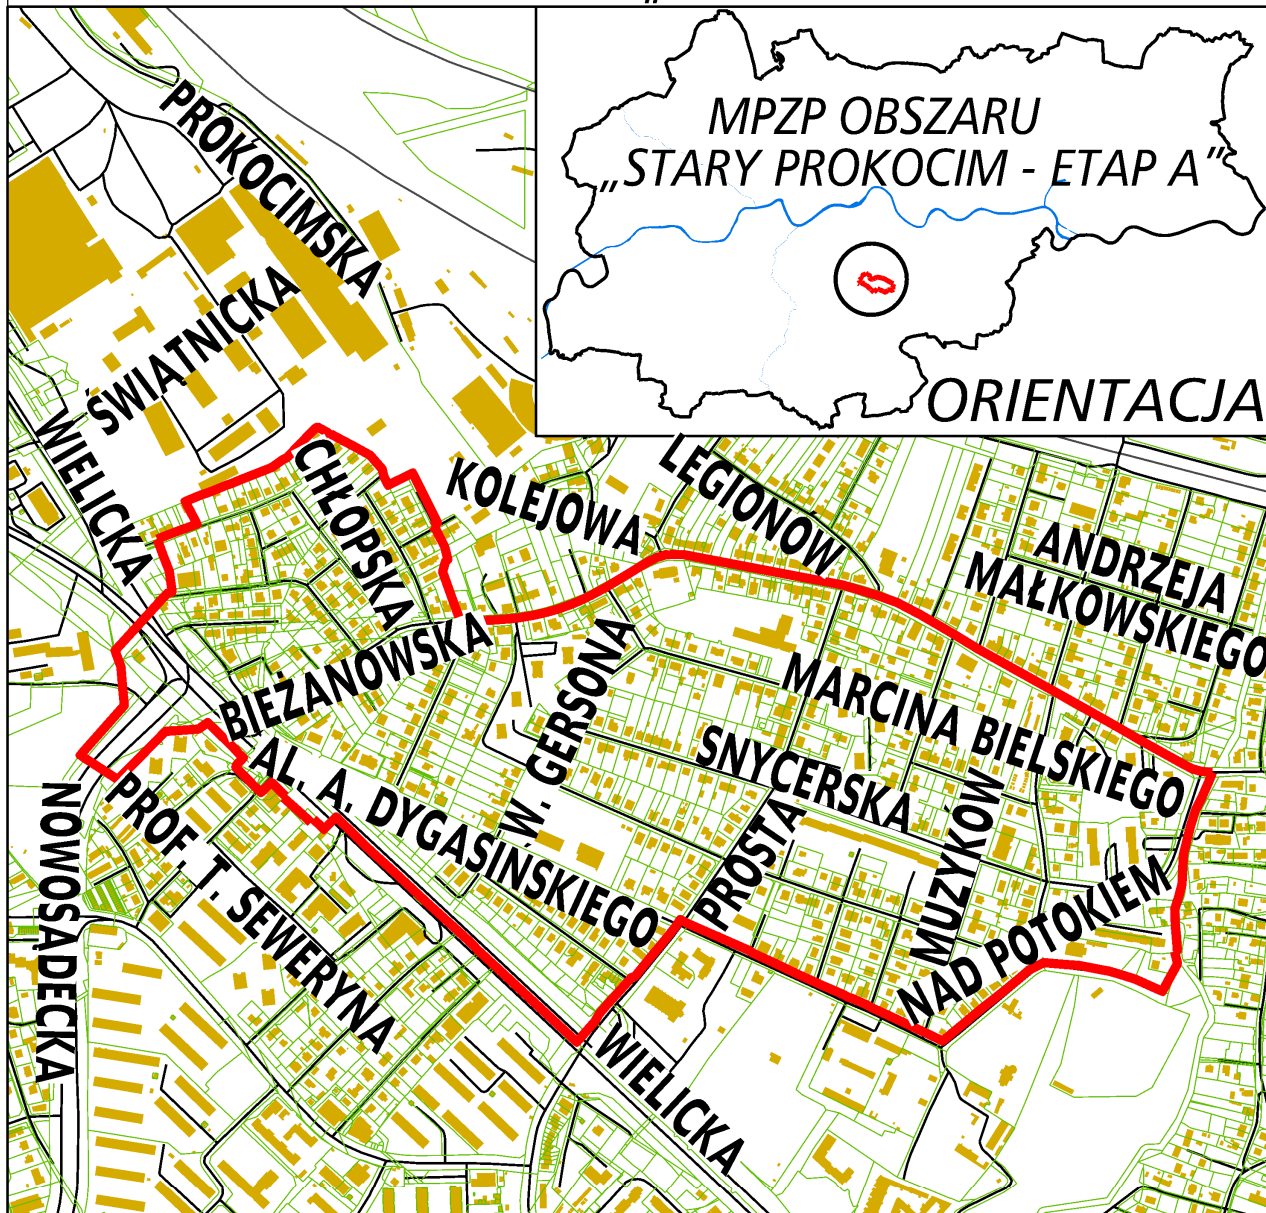 MPZP OBSZARU
„STARY PROKOCIM - ETAP A”
ORIENTACJA
PROKOCIMSKA
ŚWIĄTNICKA
WIELICKA
CHŁOPSKA
KOLEJOWA
LEGIONÓW
ANDRZEJA
MAŁKOWSKIEGO
BIEŻANOWSKA
W. GERSONA
MARCINA BIELSKIEGO
SNYCERSKA
AL. A. DYGASIŃSKIEGO
PROSTA
MUZYKÓW
NAD POTOKIEM
PROF. T. SEWERYNA
NOWOSĄDECKA
WIELICKA